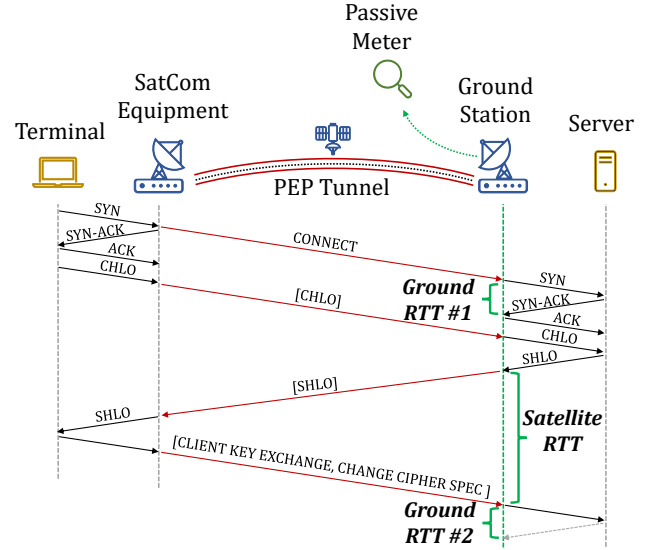 Passive
Meter
SatCom
Equipment
Ground
Station
Terminal
Server
PEP Tunnel
SYN
SYN-ACK
ACK
CHLO
CONNECT
SYN
Ground
RTT #1
SYN-ACK
ACK
[CHLO]
CHLO
SHLO
[SHLO]
SHLO
Satellite
RTT
[CLIENT KEY EXCHANGE, CHANGE CIPHER SPEC ]
Ground
RTT #2